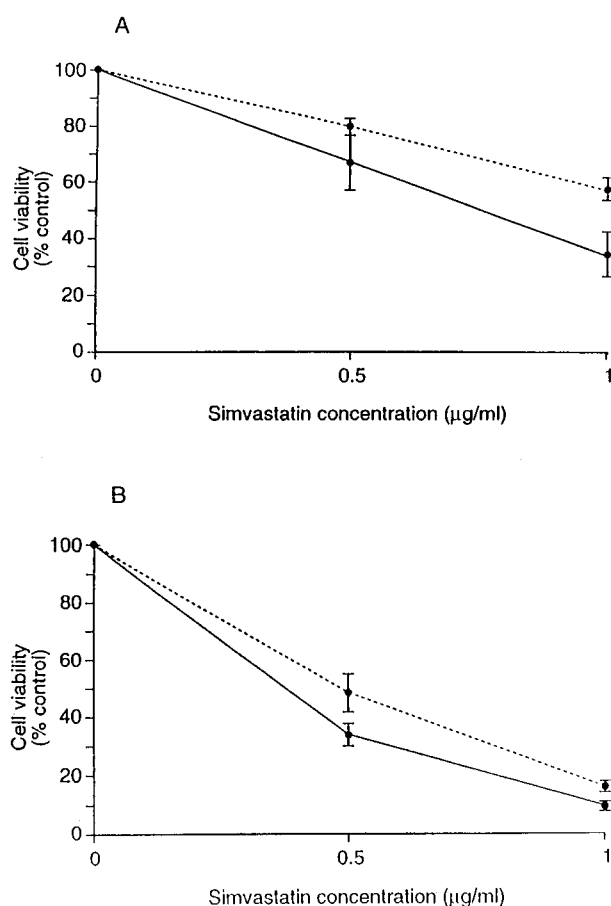 A
100
80
60
40
20
0
Cell viability
(% control)
0 0.5 1
Simvastatin concentration (μg/ml)
B
100
80
60
40
20
0
Cell viability
(% control)
0 0.5 1
Simvastatin concentration (μg/ml)